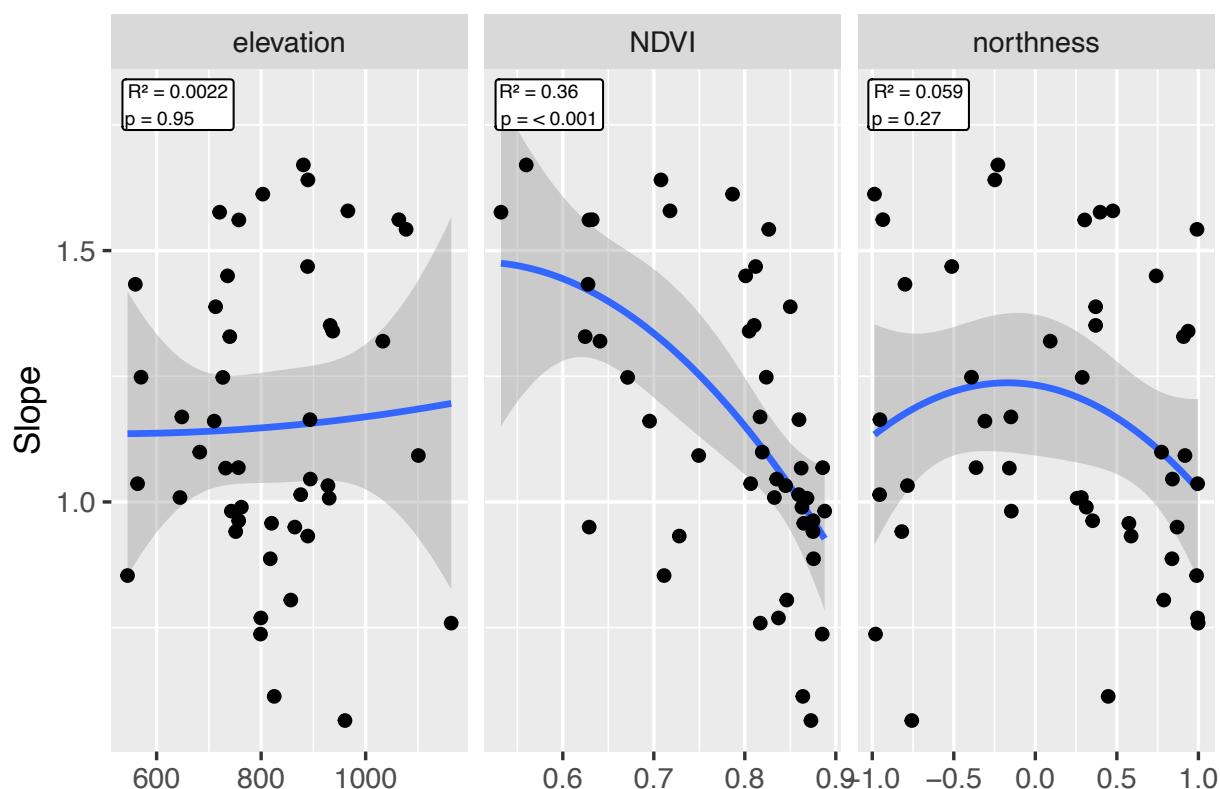 elevation
NDVI
northness
R² = 0.0022
p = 0.95
R² = 0.36
p = < 0.001
R² = 0.059
p = 0.27
Slope
1.5
1.0
600 800 1000
0.6 0.7 0.8 0.9
−1.0 −0.5 0.0 0.5 1.0